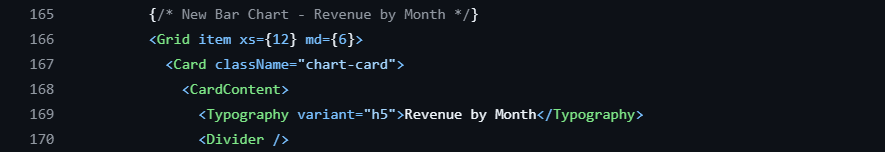 165 {/* New Bar Chart - Revenue by Month */}
166 <Grid item xs={12} md={6}>
167 <Card className="chart-card">
168 <CardContent>
169 <Typography variant="h5">Revenue by Month</Typography>
170 <Divider />